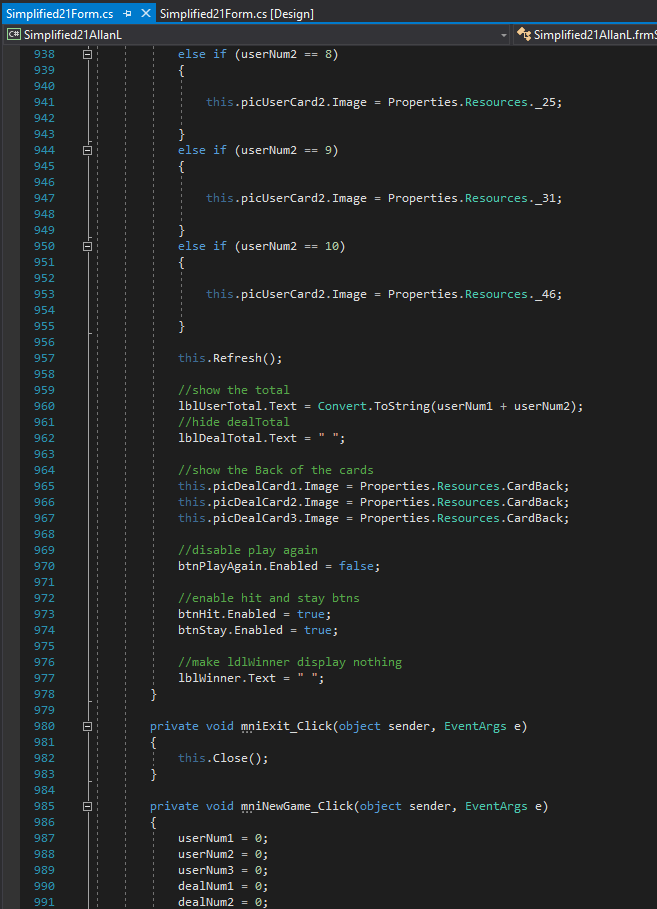 Simplified21Form.cs Simplified21Form.cs [Design]
C# Simplified21AllanL Simplified21AllanL.frmS
938 else if (userNum2 == 8)
939 {
940
941 this.picUserCard2.Image = Properties.Resources._25;
942
943 }
944 else if (userNum2 == 9)
945 {
946
947 this.picUserCard2.Image = Properties.Resources._31;
948
949 }
950 else if (userNum2 == 10)
951 {
952
953 this.picUserCard2.Image = Properties.Resources._46;
954
955 }
956
957 this.Refresh();
958
959 //show the total
960 lblUserTotal.Text = Convert.ToString(userNum1 + userNum2);
961 //hide dealTotal
962 lblDealTotal.Text = " ";
963
964 //show the Back of the cards
965 this.picDealCard1.Image = Properties.Resources.CardBack;
966 this.picDealCard2.Image = Properties.Resources.CardBack;
967 this.picDealCard3.Image = Properties.Resources.CardBack;
968
969 //disable play again
970 btnPlayAgain.Enabled = false;
971
972 //enable hit and stay btns
973 btnHit.Enabled = true;
974 btnStay.Enabled = true;
975
976 //make ldlWinner display nothing
977 lblWinner.Text = " ";
978 }
979
980 private void mniExit_Click(object sender, EventArgs e)
981 {
982 this.Close();
983 }
984
985 private void mniNewGame_Click(object sender, EventArgs e)
986 {
987 userNum1 = 0;
988 userNum2 = 0;
989 userNum3 = 0;
990 dealNum1 = 0;
991 dealNum2 = 0;